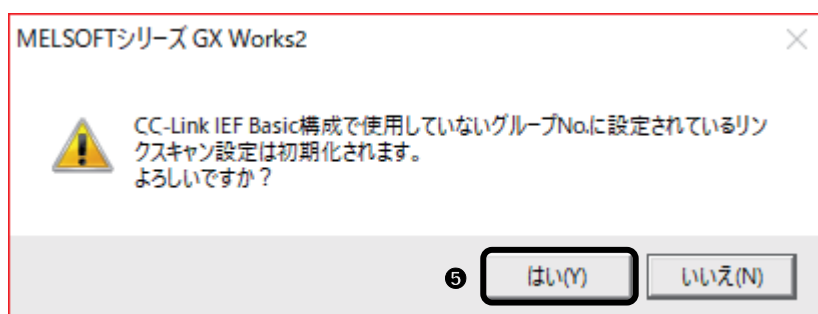 MELSOFTシリーズ GX Works2
CC-Link IEF Basic構成で使用していないグループNo.に設定されているリン
クスキャン設定は初期化されます。
よろしいですか？
❺ はい(Y) いいえ(N)